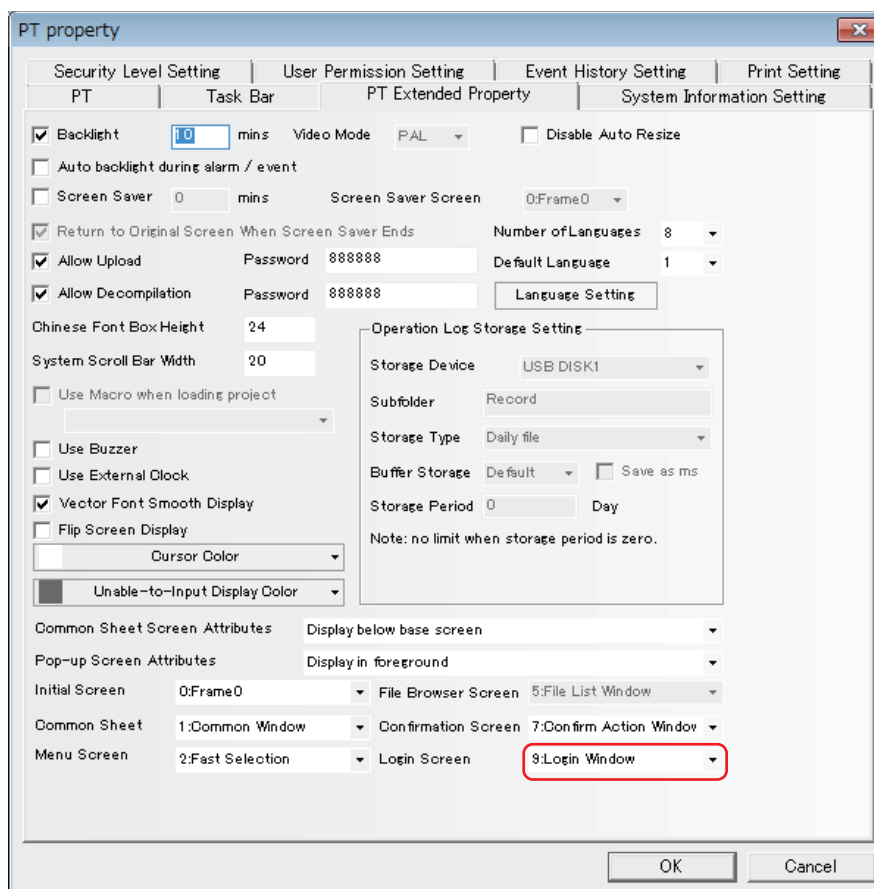 PT property
Security Level Setting User Permission Setting Event History Setting Print Setting
PT Task Bar PT Extended Property System Information Setting
Backlight 10 mins Video Mode PAL Disable Auto Resize
Auto backlight during alarm / event
Screen Saver 0 mins Screen Saver Screen 0:Frame0
Return to Original Screen When Screen Saver Ends Number of Languages 8
Allow Upload Password 888888 Default Language 1
Allow Decompilation Password 888888 Language Setting
Chinese Font Box Height 24 Operation Log Storage Setting
System Scroll Bar Width 20 Storage Device USB DISK1
Use Macro when loading project Subfolder Record
Storage Type Daily file
Use Buzzer
Use External Clock Buffer Storage Default Save as ms
Vector Font Smooth Display Storage Period 0 Day
Flip Screen Display Note: no limit when storage period is zero.
Cursor Color
Unable-to-Input Display Color
Common Sheet Screen Attributes Display below base screen
Pop-up Screen Attributes Display in foreground
Initial Screen 0:Frame0 File Browser Screen 5:File List Window
Common Sheet 1:Common Window Confirmation Screen 7:Confirm Action Window
Menu Screen 2:Fast Selection Login Screen 9:Login Window
OK Cancel